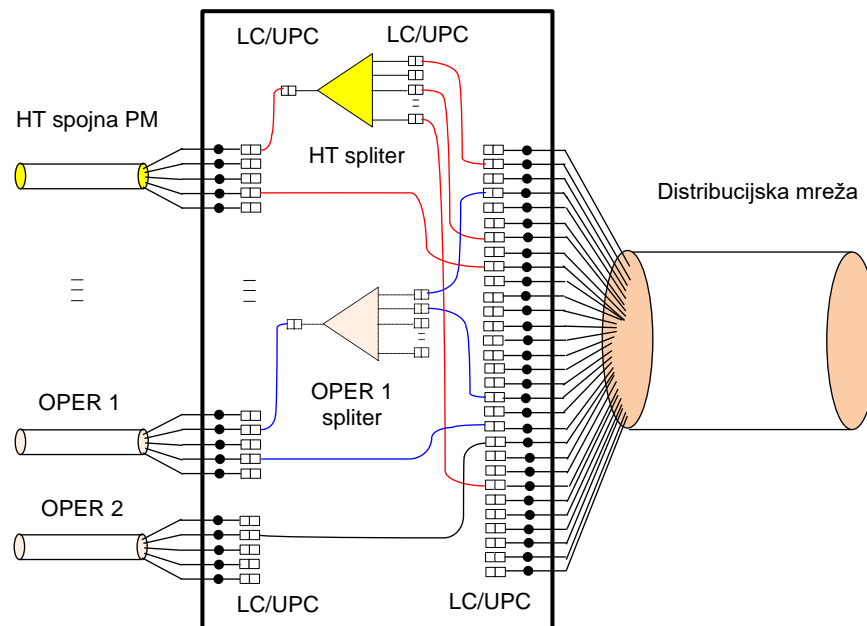 LC/UPC
LC/UPC
HT spojna PM
HT spliter
Distribucijska mreža
OPER 1
OPER 1
spliter
OPER 2
LC/UPC
LC/UPC